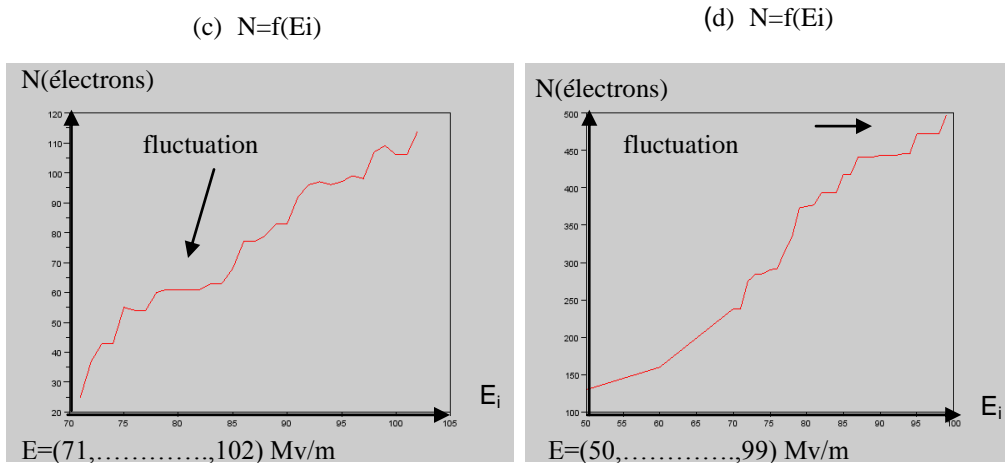 (c) N=f(Ei)
N(électrons)
120
110
100
90
80
70
60
50
40
30
20
fluctuation
70 75 80 85 90 95 100 105
Ei
E=(71,………….,102) Mv/m
(d) N=f(Ei)
N(électrons)
500
450
400
350
300
250
200
150
100
fluctuation
50 55 60 65 70 75 80 85 90 95 100
Ei
E=(50,…………..,99) Mv/m